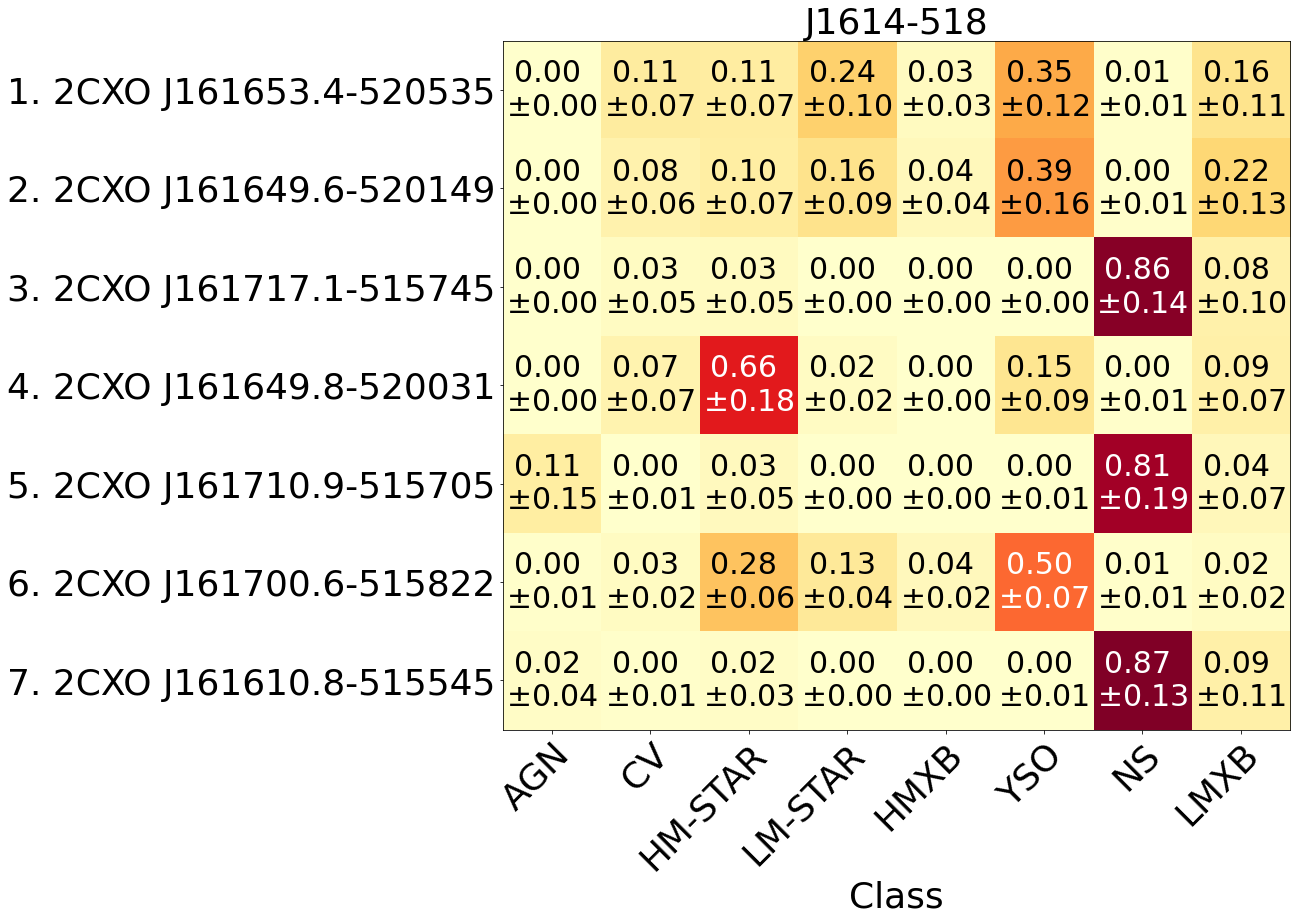 J1614-518
1. 2CXO J161653.4-520535
0.00 0.11 0.11 0.24 0.03 0.35 0.01 0.16
±0.00 ±0.07 ±0.07 ±0.10 ±0.03 ±0.12 ±0.01 ±0.11
2. 2CXO J161649.6-520149
0.00 0.08 0.10 0.16 0.04 0.39 0.00 0.22
±0.00 ±0.06 ±0.07 ±0.09 ±0.04 ±0.16 ±0.01 ±0.13
3. 2CXO J161717.1-515745
0.00 0.03 0.03 0.00 0.00 0.00 0.86 0.08
±0.00 ±0.05 ±0.05 ±0.00 ±0.00 ±0.00 ±0.14 ±0.10
4. 2CXO J161649.8-520031
0.00 0.07 0.66 0.02 0.00 0.15 0.00 0.09
±0.00 ±0.07 ±0.18 ±0.02 ±0.00 ±0.09 ±0.01 ±0.07
5. 2CXO J161710.9-515705
0.11 0.00 0.03 0.00 0.00 0.00 0.81 0.04
±0.15 ±0.01 ±0.05 ±0.00 ±0.00 ±0.01 ±0.19 ±0.07
6. 2CXO J161700.6-515822
0.00 0.03 0.28 0.13 0.04 0.50 0.01 0.02
±0.01 ±0.02 ±0.06 ±0.04 ±0.02 ±0.07 ±0.01 ±0.02
7. 2CXO J161610.8-515545
0.02 0.00 0.02 0.00 0.00 0.00 0.87 0.09
±0.04 ±0.01 ±0.03 ±0.00 ±0.00 ±0.01 ±0.13 ±0.11
AGN CV HM-STAR LM-STAR HMXB YSO NS LMXB
Class